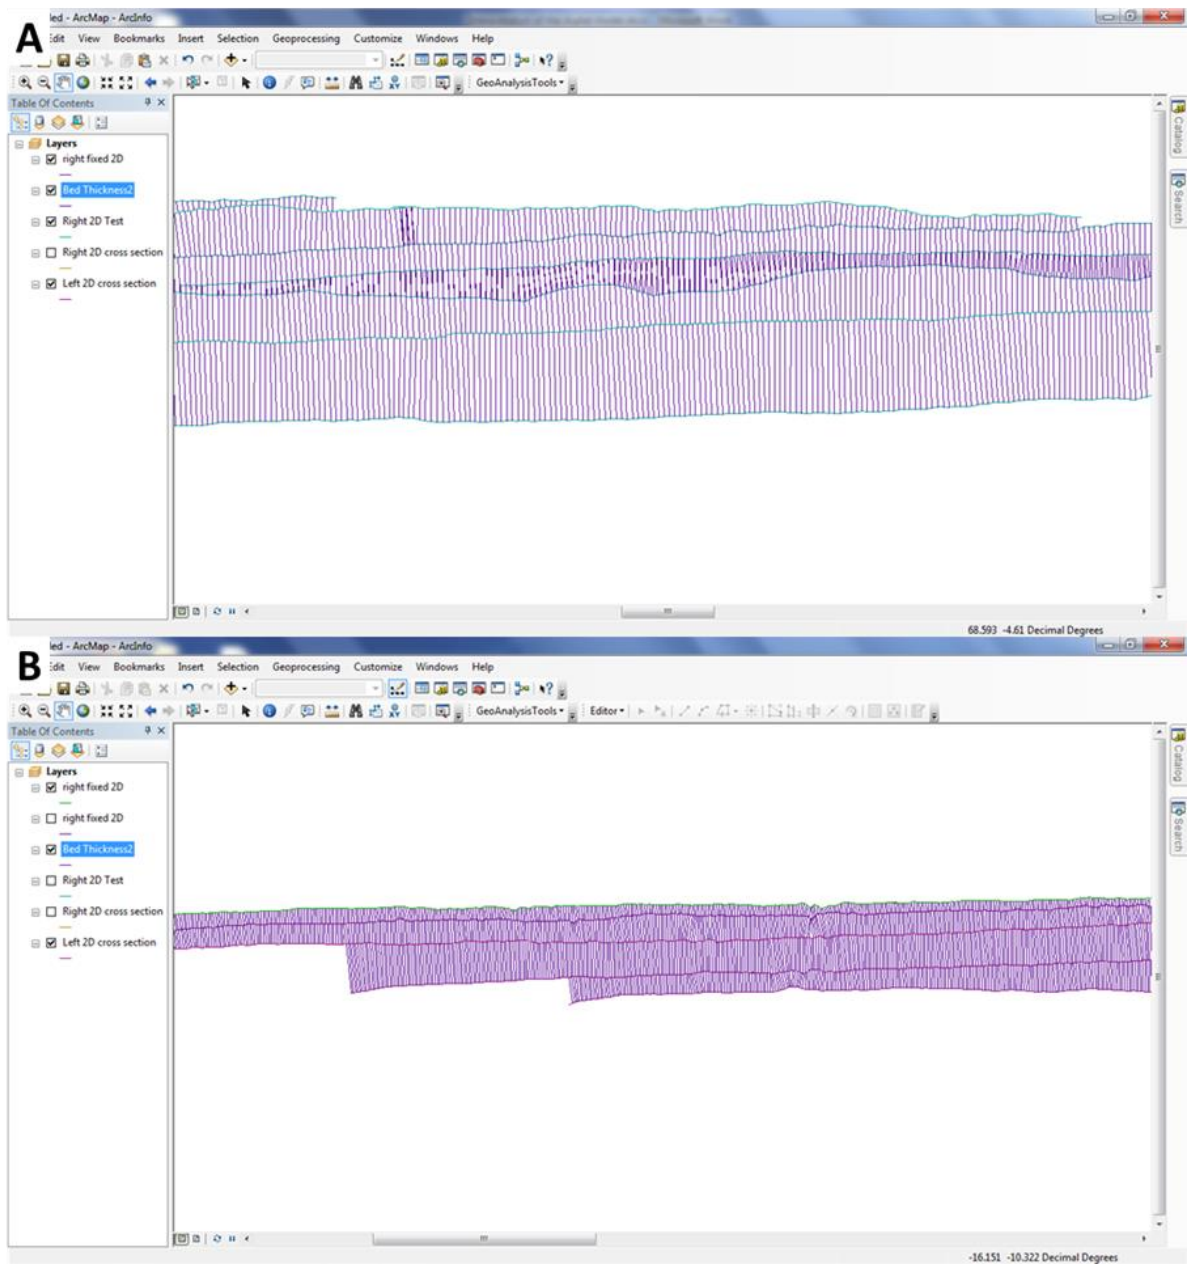 A
led - ArcMap - ArcInfo
Edit View Bookmarks Insert Selection Geoprocessing Customize Windows Help
GeoAnalysisTools
Table Of Contents
Layers
right fixed 2D
Bed Thickness2
Right 2D Test
Right 2D cross section
Left 2D cross section
Catalog
Search
68.593 -4.61 Decimal Degrees
B
led - ArcMap - ArcInfo
Edit View Bookmarks Insert Selection Geoprocessing Customize Windows Help
GeoAnalysisTools Editor
Table Of Contents
Layers
right fixed 2D
right fixed 2D
Bed Thickness2
Right 2D Test
Right 2D cross section
Left 2D cross section
Catalog
Search
-16.151 -10.322 Decimal Degrees